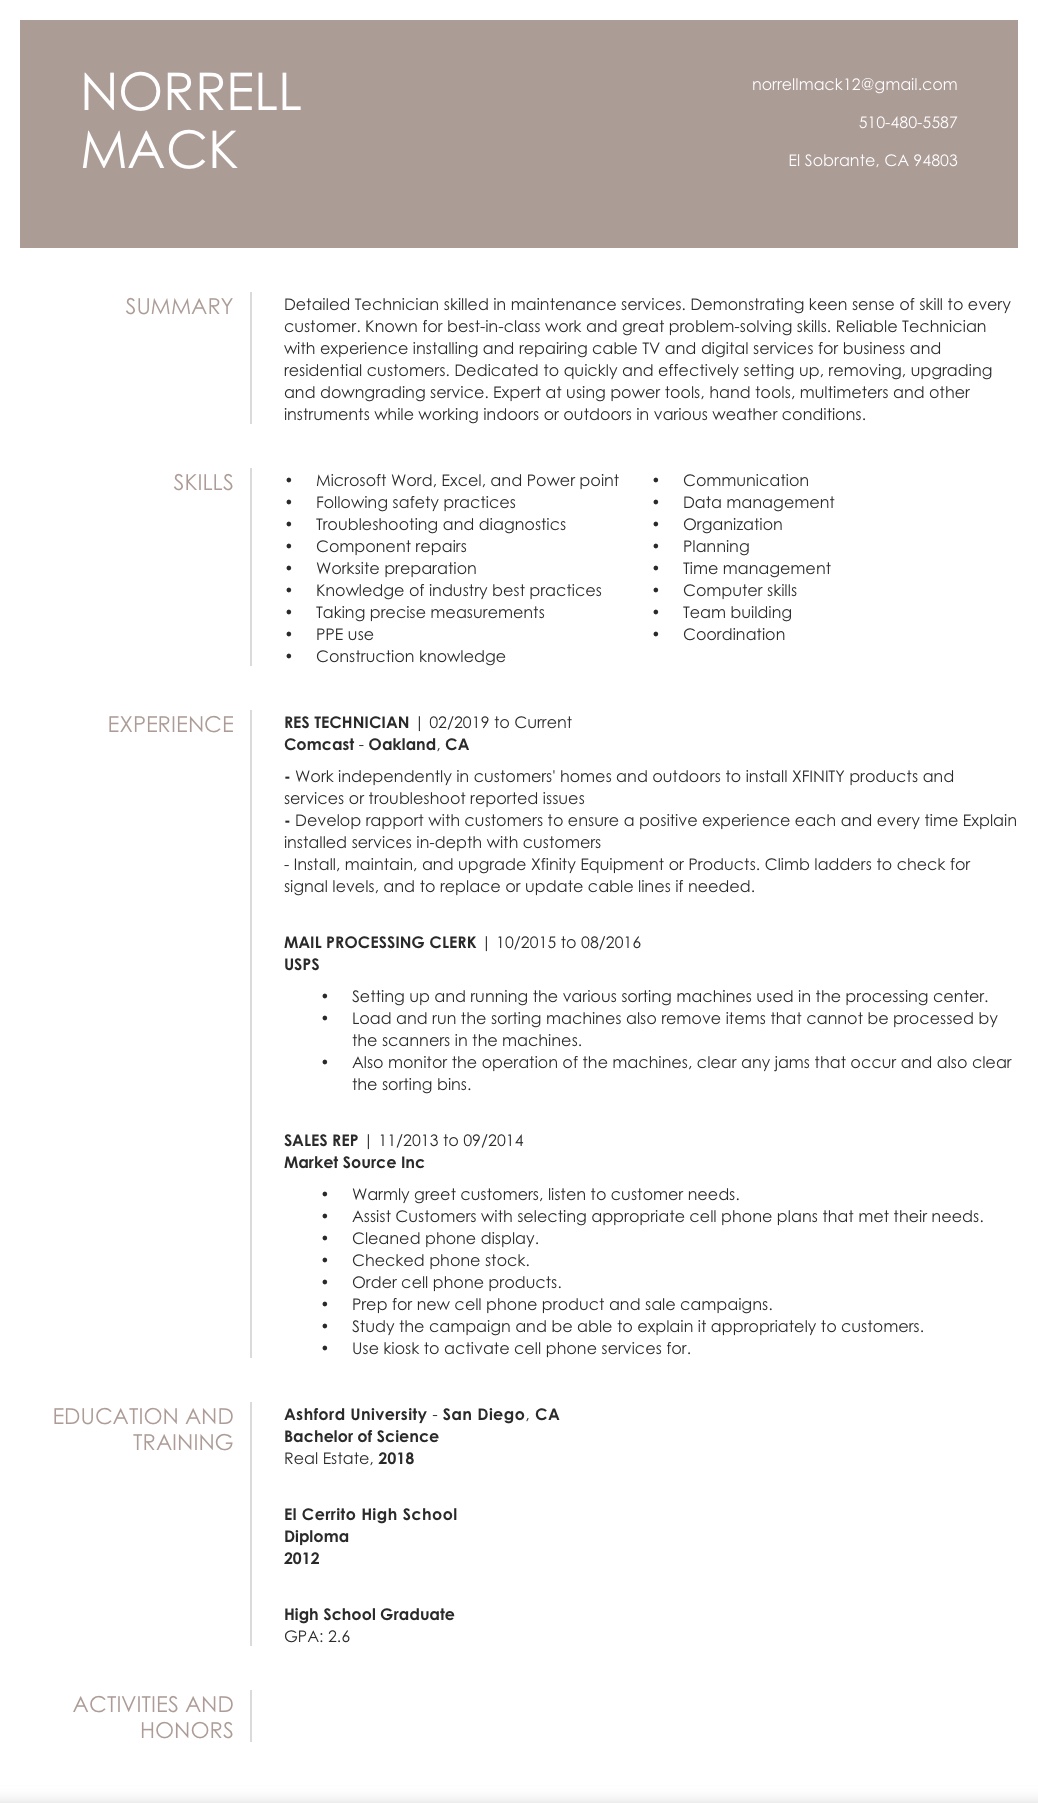 NORRELL
MACK
norrellmack12@gmail.com
510-480-5587
El Sobrante, CA 94803
SUMMARY
Detailed Technician skilled in maintenance services. Demonstrating keen sense of skill to every
customer. Known for best-in-class work and great problem-solving skills. Reliable Technician
with experience installing and repairing cable TV and digital services for business and
residential customers. Dedicated to quickly and effectively setting up, removing, upgrading
and downgrading service. Expert at using power tools, hand tools, multimeters and other
instruments while working indoors or outdoors in various weather conditions.
SKILLS
• Microsoft Word, Excel, and Power point
• Following safety practices
• Troubleshooting and diagnostics
• Component repairs
• Worksite preparation
• Knowledge of industry best practices
• Taking precise measurements
• PPE use
• Construction knowledge
• Communication
• Data management
• Organization
• Planning
• Time management
• Computer skills
• Team building
• Coordination
EXPERIENCE
RES TECHNICIAN | 02/2019 to Current
Comcast - Oakland, CA
- Work independently in customers' homes and outdoors to install XFINITY products and
services or troubleshoot reported issues
- Develop rapport with customers to ensure a positive experience each and every time Explain
installed services in-depth with customers
- Install, maintain, and upgrade Xfinity Equipment or Products. Climb ladders to check for
signal levels, and to replace or update cable lines if needed.
MAIL PROCESSING CLERK | 10/2015 to 08/2016
USPS
• Setting up and running the various sorting machines used in the processing center.
• Load and run the sorting machines also remove items that cannot be processed by
the scanners in the machines.
• Also monitor the operation of the machines, clear any jams that occur and also clear
the sorting bins.
SALES REP | 11/2013 to 09/2014
Market Source Inc
• Warmly greet customers, listen to customer needs.
• Assist Customers with selecting appropriate cell phone plans that met their needs.
• Cleaned phone display.
• Checked phone stock.
• Order cell phone products.
• Prep for new cell phone product and sale campaigns.
• Study the campaign and be able to explain it appropriately to customers.
• Use kiosk to activate cell phone services for.
EDUCATION AND
TRAINING
Ashford University - San Diego, CA
Bachelor of Science
Real Estate, 2018
El Cerrito High School
Diploma
2012
High School Graduate
GPA: 2.6
ACTIVITIES AND
HONORS